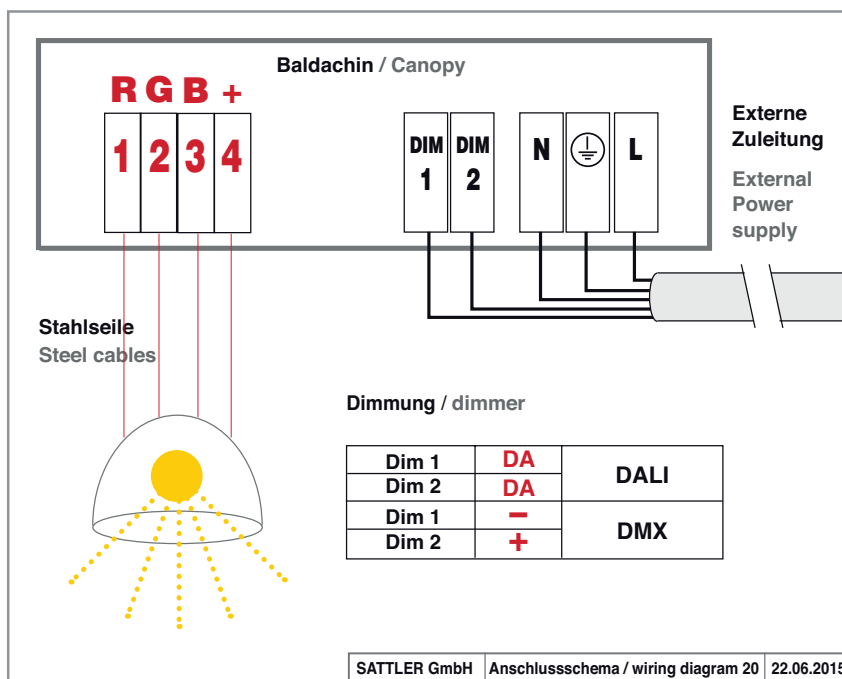 Baldachin / Canopy
R G B +
1 2 3 4
DIM 1
DIM 2
N
L
Externe
Zuleitung
External
Power
supply
Stahlseile
Steel cables
Dimmung / dimmer
Dim 1 DA
Dim 2 DA
DALI
Dim 1 −
Dim 2 +
DMX
SATTLER GmbH Anschlussschema / wiring diagram 20 22.06.2015